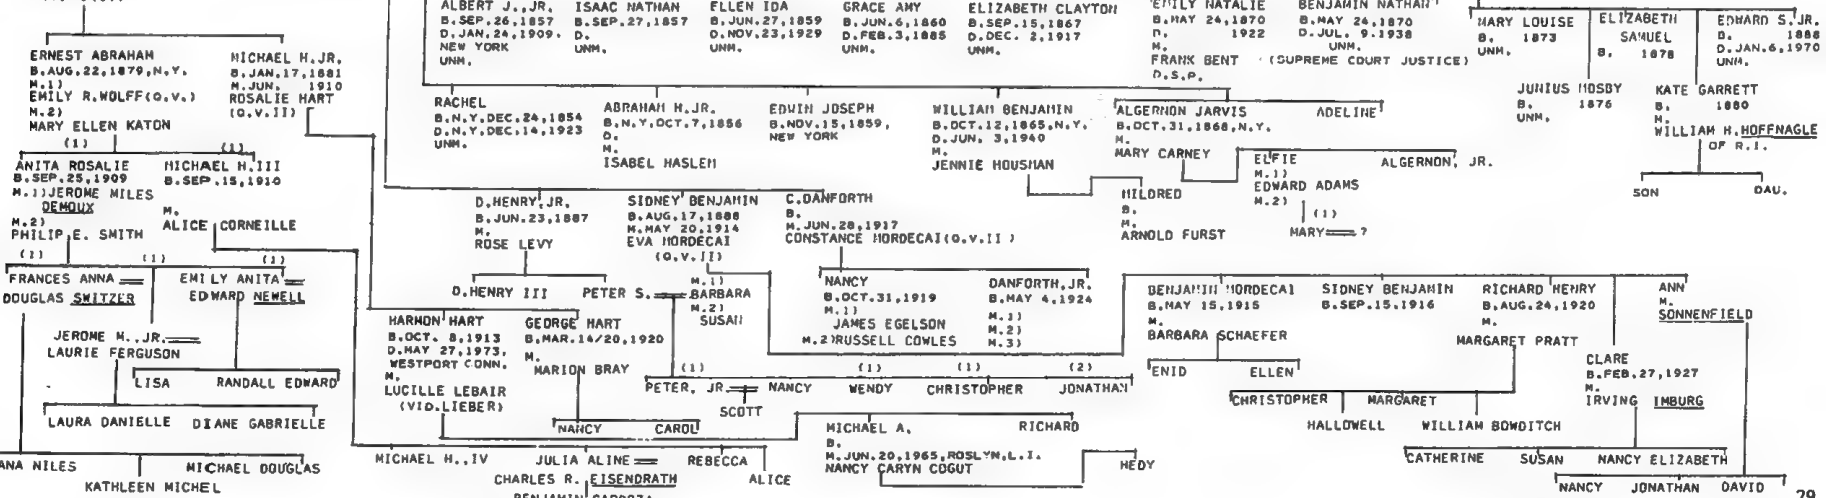 ALBERT J., JR.
B.SEP.26,1857
D.JAN.24,1909.
NEW YORK
UNM.
ISAAC NATHAN
B.SEP.27,1857
D.
UNM.
ELLEN IDA
B.JUN.27,1859
D.NOV.23,1929
UNM.
GRACE AMY
B.JUN.6,1860
D.FEB.3,1885
UNM.
ELIZABETH CLAYTON
B.SEP.15,1867
D.DEC. 2,1917
UNM.
EMILY NATALIE
B.MAY 24,1870
D. 1922
M.
FRANK BENT
D.S.P.
BENJAMIN NATHAN
B.MAY 24,1870
D.JUL. 9.1938
UNM.
(SUPREME COURT JUSTICE)
MARY LOUISE
B. 1873
UNM.
ELIZABETH
SAMUEL
B. 1878
EDWARD S.JR.
B. 1888
D.JAN.6,1970
UNM.
JUNIUS MOSBY
B. 1876
UNM.
KATE GARRETT
B. 1880
M.
WILLIAM H.HOFFNAGLE
OF R.I.
SON
DAU.
ERNEST ABRAHAM
B.AUG.22,1879,N.Y.
M.1)
EMILY R.WOLFF(Q.V.)
M.2)
MARY ELLEN KATON
MICHAEL H.JR.
B.JAN.17,1881
M.JUN. 1910
ROSALIE HART
(Q.V.II)
RACHEL
B.N.Y.DEC.24,1854
D.N.Y.DEC.14,1923
UNM.
ABRAHAM H.JR.
B.N.Y.OCT.7,1856
D.
M.
ISABEL HASLEM
EDWIN JOSEPH
B.NOV.15,1859,
NEW YORK
WILLIAM BENJAMIN
B.OCT.12,1865,N.Y.
D.JUN. 3,1940
M.
JENNIE HOUSMAN
ALGERNON JARVIS
B.OCT.31,1868,N.Y.
M.
MARY CARNEY
ADELINE
(1)
(1)
ANITA ROSALIE
B.SEP.25,1909
M.1)JEROME MILES
DEMOUX
M.2)
PHILIP E. SMITH
MICHAEL H.III
B.SEP.15,1910
M.
ALICE CORNEILLE
MILDRED
B.
M.
ARNOLD FURST
ELFIE
M.1)
EDWARD ADAMS
M.2)
(1)
MARY ?
ALGERNON, JR.
D.HENRY,JR.
B.JUN.23,1887
M.
ROSE LEVY
SIDNEY BENJAMIN
B.AUG.17,1888
M.MAY 20,1914
EVA MORDECAI
(Q.V.II)
C.DANFORTH
B.
M.JUN.28,1917
CONSTANCE MORDECAI(Q.V.II )
(1)
(1)
(1)
FRANCES ANNA
DOUGLAS SWITZER
EMILY ANITA
EDWARD NEWELL
JEROME M.,JR.
LAURIE FERGUSON
D.HENRY III
PETER S.
M.1)
BARBARA
M.2)
SUSAN
NANCY
B.OCT.31,1919
M.1)
JAMES EGELSON
M.2)RUSSELL COWLES
DANFORTH,JR.
B.MAY 4,1924
M.1)
M.2)
M.3)
BENJAMIN MORDECAI
B.MAY 15,1915
M.
BARBARA SCHAEFER
SIDNEY BENJAMIN
B.SEP.15,1916
RICHARD HENRY
B.AUG.24,1920
M.
MARGARET PRATT
ANN
M.
SONNENFIELD
CLARE
B.FEB.27,1927
M.
IRVING IMBURG
HARMON HART
B.OCT. 8,1913
D.MAY 27,1973,
WESTPORT CONN.
M.
LUCILLE LEBAIR
(VID.LIEBER)
GEORGE HART
B.MAR.14/20,1920
M.
MARION BRAY
ENID
ELLEN
LISA
RANDALL EDWARD
(1)
(1)
(1)
(2)
PETER, JR.
NANCY
WENDY
CHRISTOPHER
JONATHAN
SCOTT
CHRISTOPHER
MARGARET
HALLOWELL
WILLIAM BOWDITCH
LAURA DANIELLE
DIANE GABRIELLE
NANCY
CAROL
MICHAEL A.
B.
M.JUN.20,1965,ROSLYN,L.I.
NANCY CARYN COGUT
RICHARD
HEDY
ANA NILES
MICHAEL DOUGLAS
KATHLEEN MICHEL
MICHAEL H.,IV
JULIA ALINE
CHARLES R. EISENDRATH
BENJAMIN CARDOZA
REBECCA
ALICE
CATHERINE
SUSAN
NANCY ELIZABETH
NANCY
JONATHAN
DAVID
29